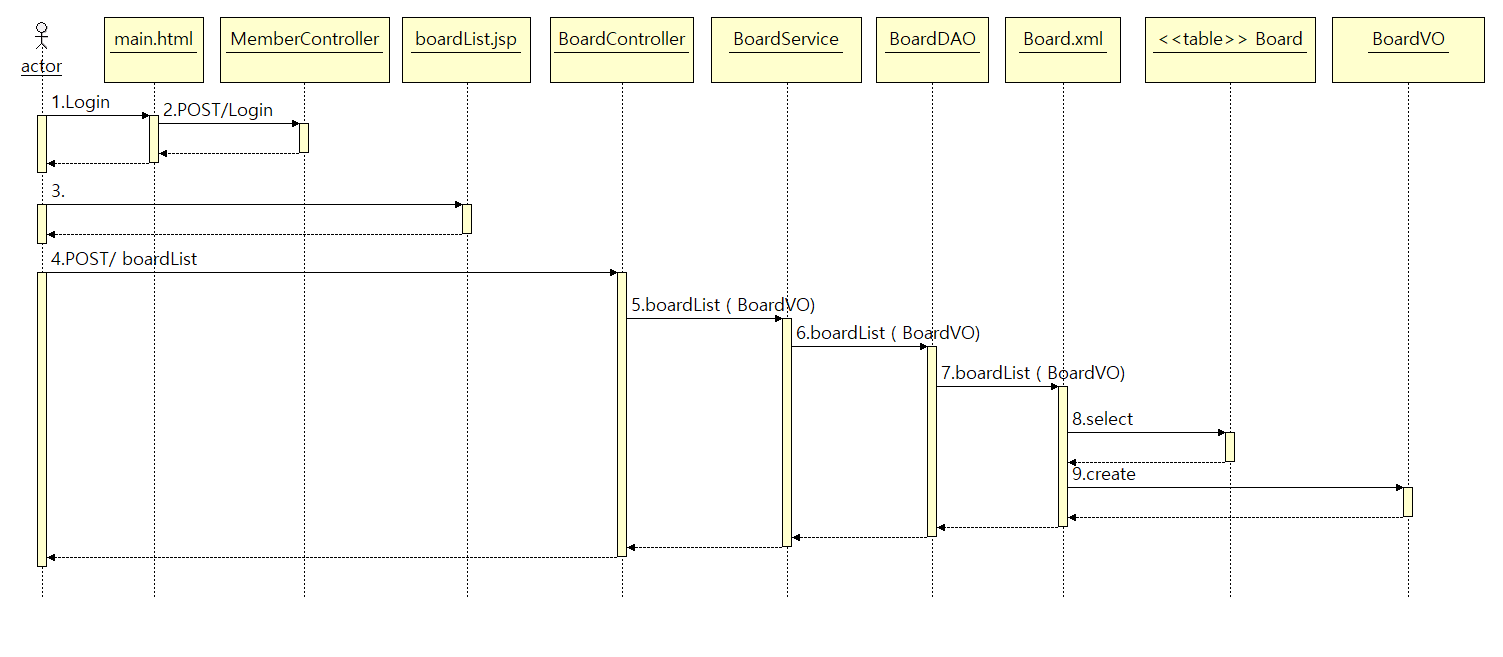 main.html
MemberController
boardList.jsp
BoardController
BoardService
BoardDAO
Board.xml
<<table>> Board
BoardVO
actor
1.Login
2.POST/Login
3.
4.POST/ boardList
5.boardList ( BoardVO)
6.boardList ( BoardVO)
7.boardList ( BoardVO)
8.select
9.create